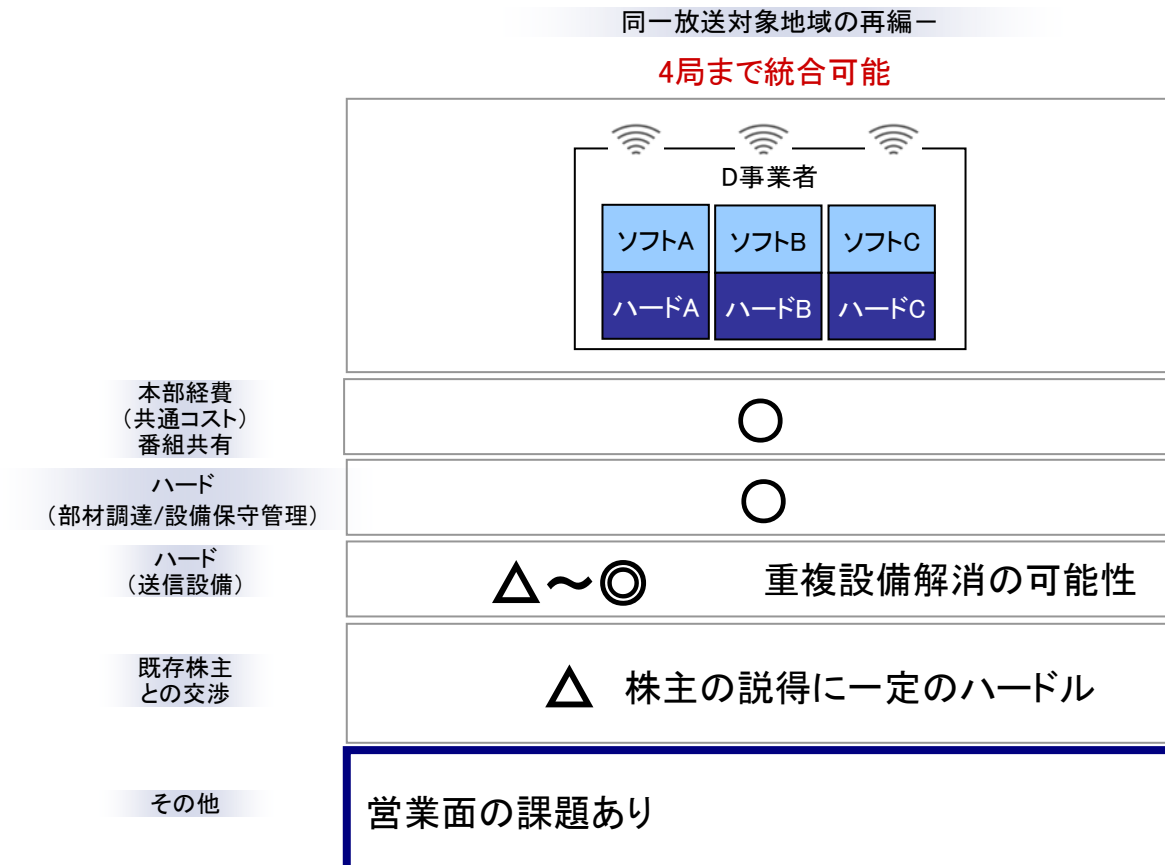 同一放送対象地域の再編－
4局まで統合可能
D事業者
ソフトA
ソフトB
ソフトC
ハードA
ハードB
ハードC
本部経費
（共通コスト）
番組共有
○
ハード
（部材調達/設備保守管理）
○
ハード
（送信設備）
△～◎
重複設備解消の可能性
既存株主
との交渉
△ 株主の説得に一定のハードル
その他
営業面の課題あり